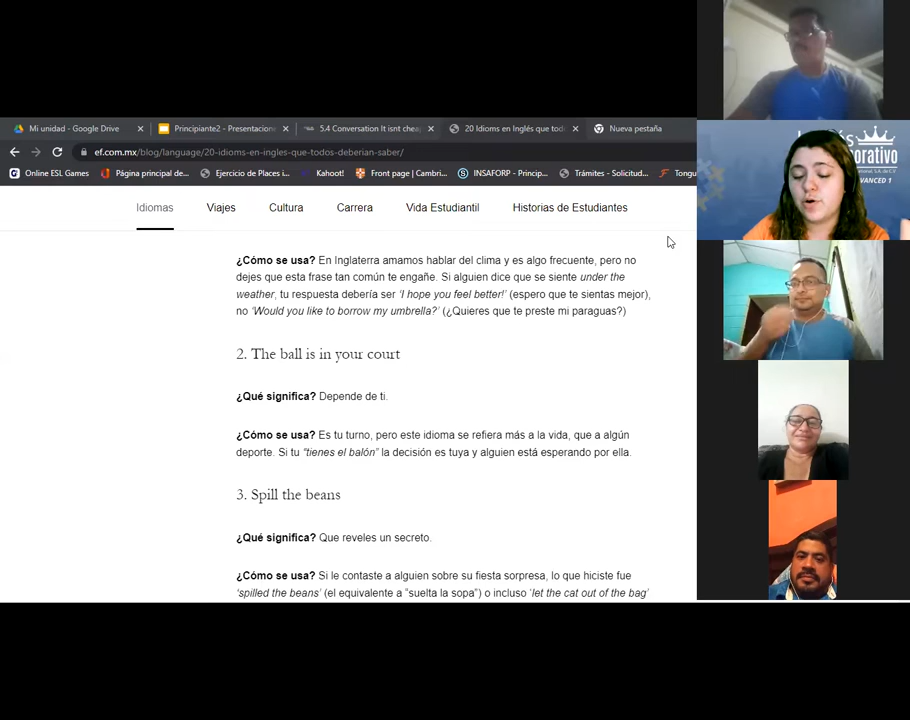 Mi unidad - Google Drive
Principiante2 - Presentacion
5.4 Conversation It isnt chea
20 Idioms en Inglés que tod
Nueva pestaña
ef.com.mx/blog/language/20-idioms-en-ingles-que-todos-deberian-saber/
Online ESL Games
Página principal de...
Ejercicio de Places i...
Kahoot!
Front page | Cambri...
INSAFORP - Princip...
Trámites - Solicitud...
Tongu
Idiomas
Viajes
Cultura
Carrera
Vida Estudiantil
Historias de Estudiantes
¿Cómo se usa? En Inglaterra amamos hablar del clima y es algo frecuente, pero no
dejes que esta frase tan común te engañe. Si alguien dice que se siente under the
weather, tu respuesta debería ser 'I hope you feel better!' (espero que te sientas mejor),
no 'Would you like to borrow my umbrella?' (¿Quieres que te preste mi paraguas?)
2. The ball is in your court
¿Qué significa? Depende de ti.
¿Cómo se usa? Es tu turno, pero este idioma se refiera más a la vida, que a algún
deporte. Si tu "tienes el balón" la decisión es tuya y alguien está esperando por ella.
3. Spill the beans
¿Qué significa? Que reveles un secreto.
¿Cómo se usa? Si le contaste a alguien sobre su fiesta sorpresa, lo que hiciste fue
'spilled the beans' (el equivalente a "suelta la sopa") o incluso 'let the cat out of the bag'
orativo
VANCED 1